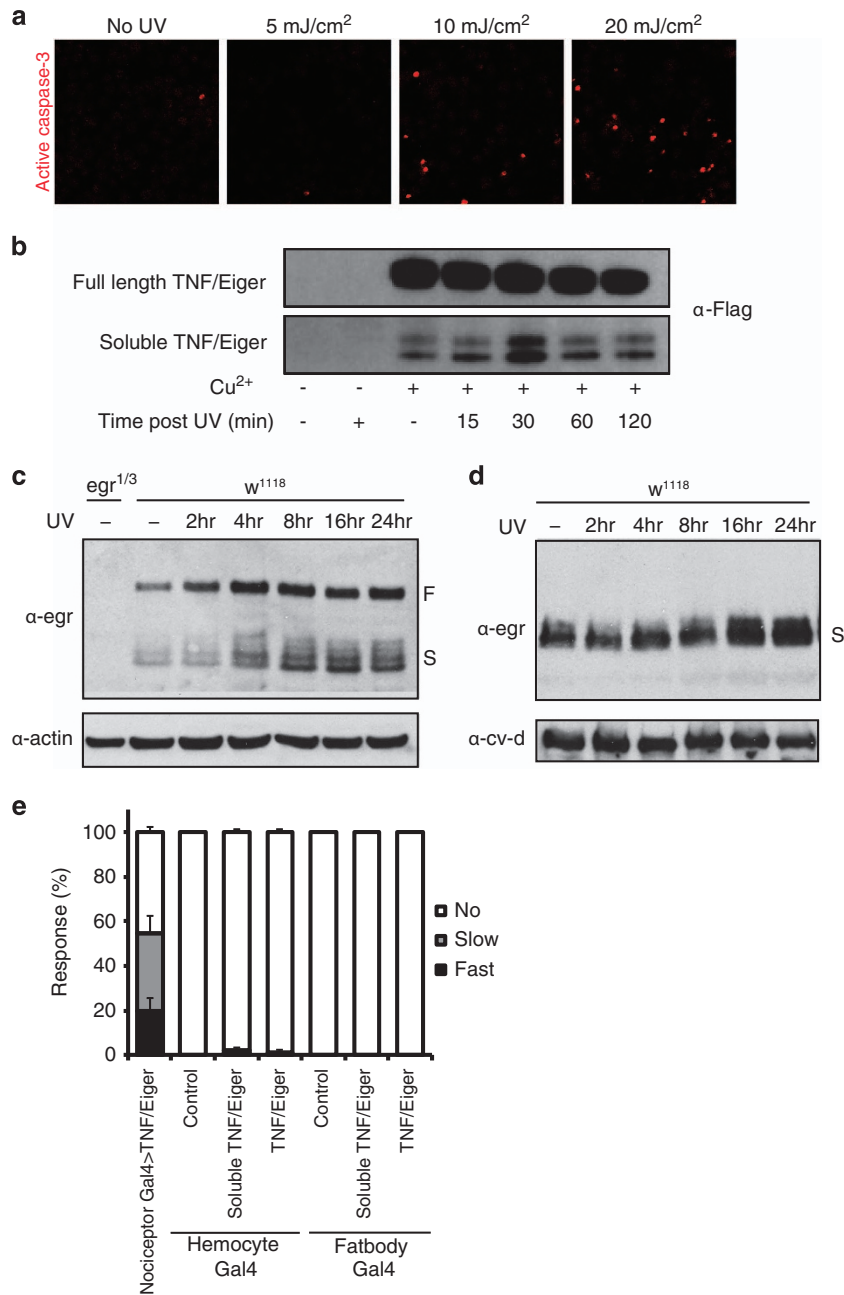 a
No UV 5 mJ/cm² 10 mJ/cm² 20 mJ/cm²
Active caspase-3
b
Full length TNF/Eiger
Soluble TNF/Eiger
α-Flag
Cu²⁺ - - + + + + +
Time post UV (min) - + - 15 30 60 120
c
egr¹/³ w¹¹¹⁸
UV – – 2hr 4hr 8hr 16hr 24hr
α-egr
F
S
α-actin
d
w¹¹¹⁸
UV – 2hr 4hr 8hr 16hr 24hr
α-egr
S
α-cv-d
e
Response (%)
100
80
60
40
20
0
No
Slow
Fast
Nociceptor Gal4>TNF/Eiger
Control
Soluble TNF/Eiger
TNF/Eiger
Control
Soluble TNF/Eiger
TNF/Eiger
Hemocyte
Gal4
Fatbody
Gal4